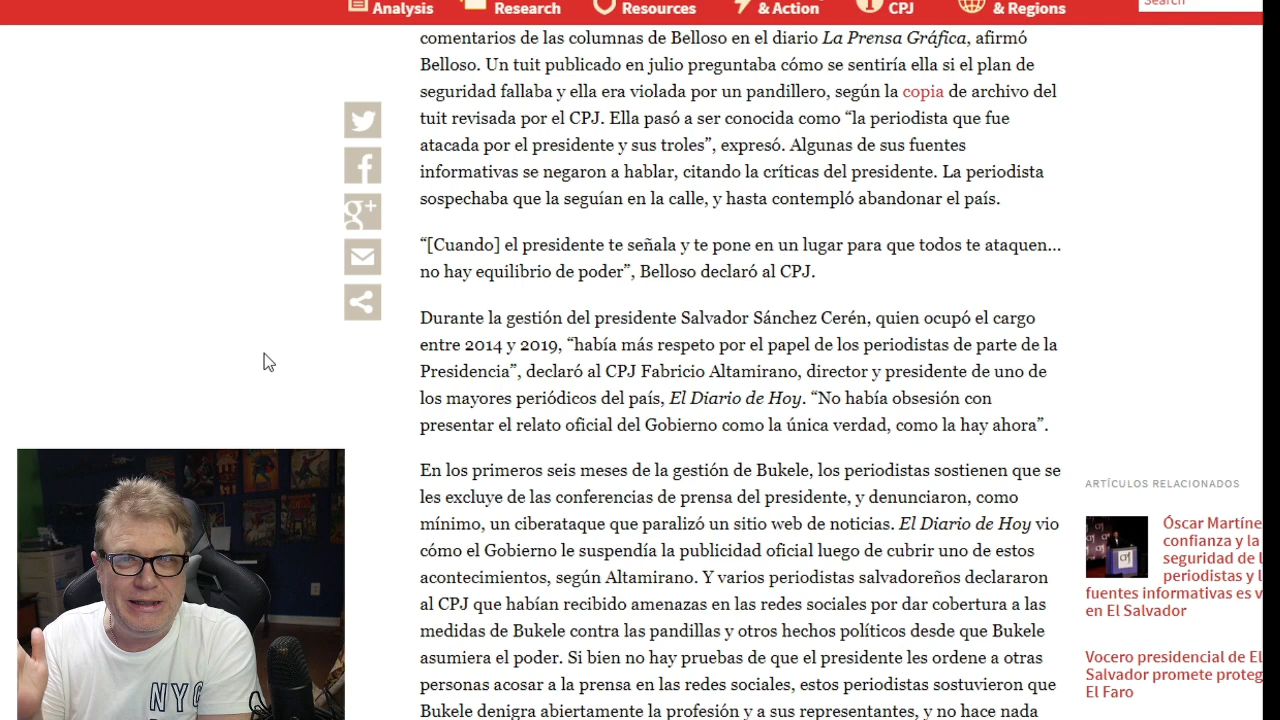 Analysis
Research
Resources
& Action
CPJ
& Regions
Search
comentarios de las columnas de Belloso en el diario La Prensa Gráfica, afirmó
Belloso. Un tuit publicado en julio preguntaba cómo se sentiría ella si el plan de
seguridad fallaba y ella era violada por un pandillero, según la copia de archivo del
tuit revisada por el CPJ. Ella pasó a ser conocida como “la periodista que fue
atacada por el presidente y sus troles”, expresó. Algunas de sus fuentes
informativas se negaron a hablar, citando la críticas del presidente. La periodista
sospechaba que la seguían en la calle, y hasta contempló abandonar el país.
“[Cuando] el presidente te señala y te pone en un lugar para que todos te ataquen...
no hay equilibrio de poder”, Belloso declaró al CPJ.
Durante la gestión del presidente Salvador Sánchez Cerén, quien ocupó el cargo
entre 2014 y 2019, “había más respeto por el papel de los periodistas de parte de la
Presidencia”, declaró al CPJ Fabricio Altamirano, director y presidente de uno de
los mayores periódicos del país, El Diario de Hoy. “No había obsesión con
presentar el relato oficial del Gobierno como la única verdad, como la hay ahora”.
En los primeros seis meses de la gestión de Bukele, los periodistas sostienen que se
les excluye de las conferencias de prensa del presidente, y denunciaron, como
mínimo, un ciberataque que paralizó un sitio web de noticias. El Diario de Hoy vio
cómo el Gobierno le suspendía la publicidad oficial luego de cubrir uno de estos
acontecimientos, según Altamirano. Y varios periodistas salvadoreños declararon
al CPJ que habían recibido amenazas en las redes sociales por dar cobertura a las
medidas de Bukele contra las pandillas y otros hechos políticos desde que Bukele
asumiera el poder. Si bien no hay pruebas de que el presidente les ordene a otras
personas acosar a la prensa en las redes sociales, estos periodistas sostuvieron que
Bukele denigra abiertamente la profesión y a sus representantes, y no hace nada
ARTÍCULOS RELACIONADOS
Óscar Martíne
confianza y la
seguridad de l
periodistas y l
fuentes informativas es v
en El Salvador
Vocero presidencial de El
Salvador promete proteg
El Faro
CPJ
NYC